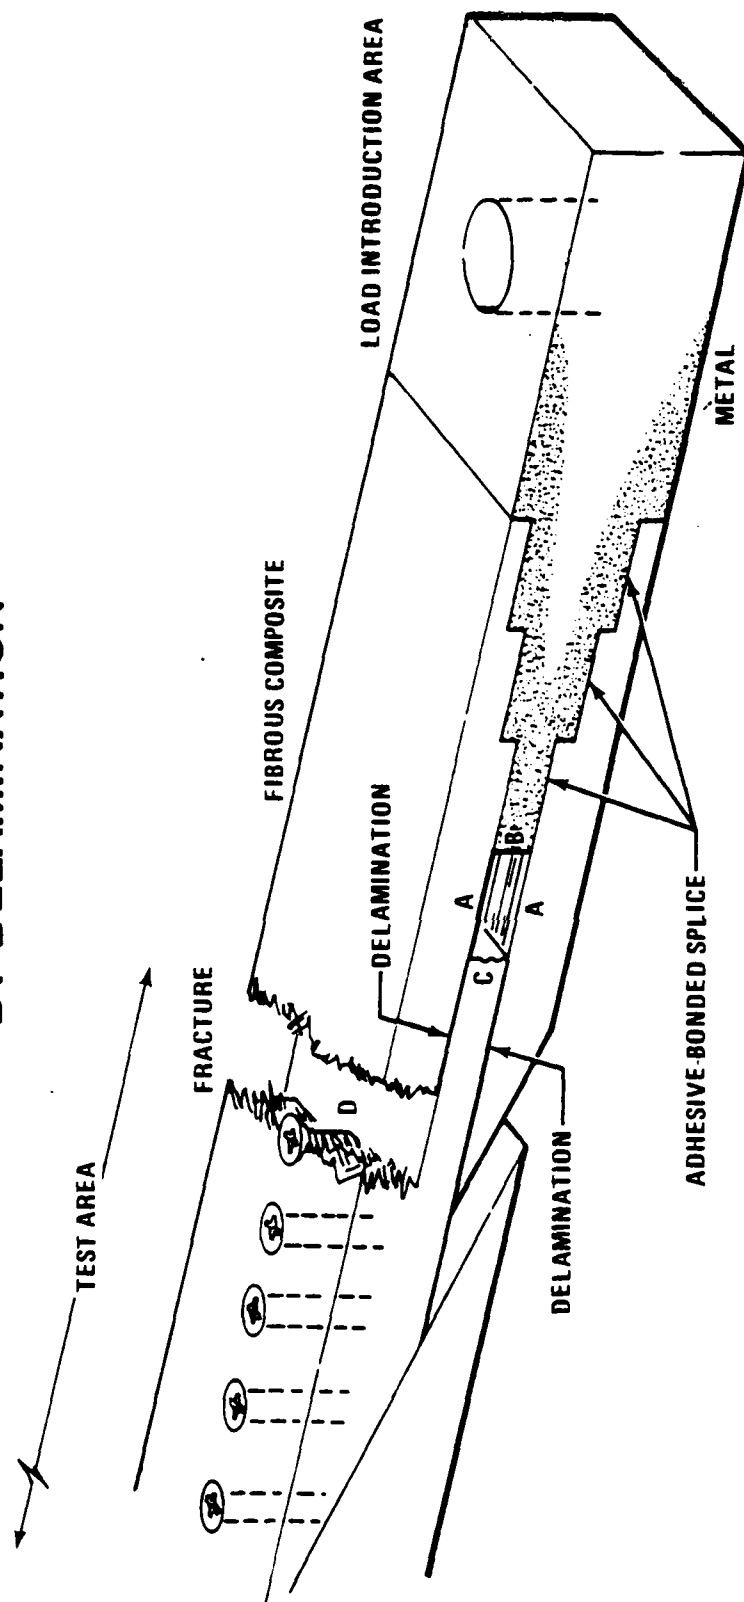 TEST AREA
FRACTURE
D
DELAMINATION
FIBROUS COMPOSITE
LOAD INTRODUCTION AREA
A
C
B
A
DELAMINATION
ADHESIVE-BONDED SPLICE
METAL